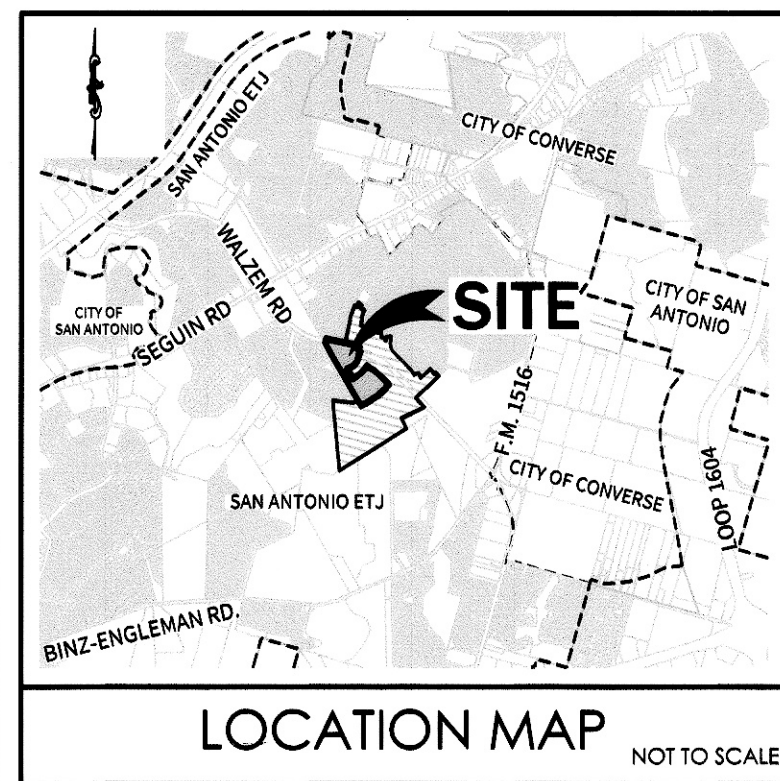 SAN ANTONIO ETJ
CITY OF CONVERSE
WALZEM RD
CITY OF
SAN ANTONIO
SEGUIN RD
SITE
CITY OF SAN
ANTONIO
F.M. 1516
CITY OF CONVERSE
LOOP 1604
SAN ANTONIO ETJ
BINZ-ENGLEMAN RD.
LOCATION MAP
NOT TO SCALE